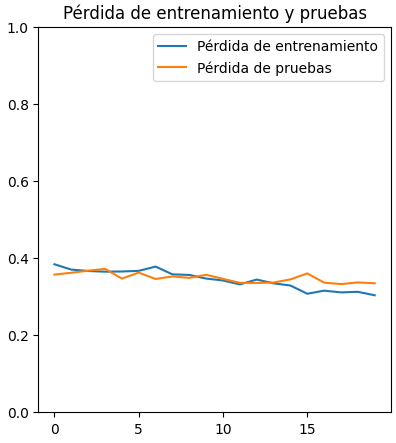 Pérdida de entrenamiento y pruebas
1.0
Pérdida de entrenamiento
Pérdida de pruebas
0.8
0.6
0.4
0.2
0.0
0 5 10 15